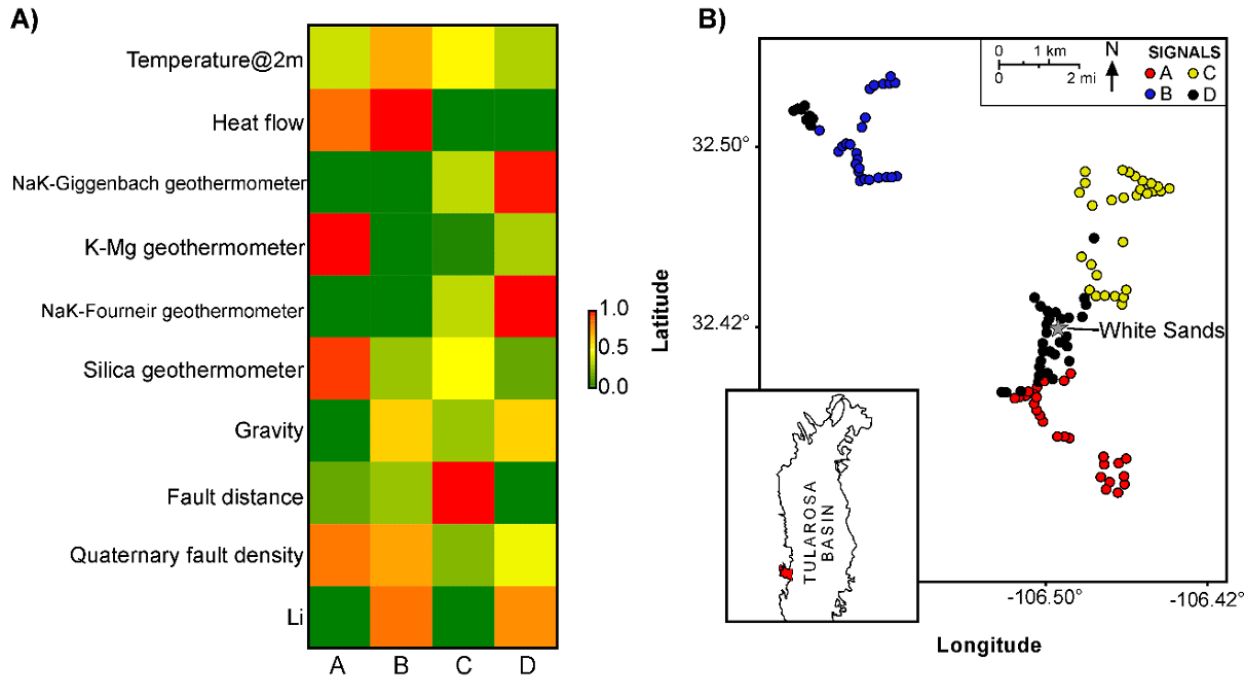 A)
Temperature@2m
Heat flow
NaK-Giggenbach geothermometer
K-Mg geothermometer
NaK-Fourneir geothermometer
Silica geothermometer
Gravity
Fault distance
Quaternary fault density
Li
A B C D
1.0
0.0
B)
0 1 km
0 2 mi
N
SIGNALS
A C
B D
32.50°
32.42°
Latitude
White Sands
TULAROSA
BASIN
-106.50° -106.42°
Longitude